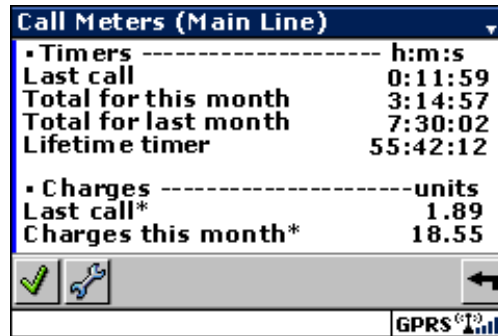 Call Meters (Main Line)
▪ Timers -------------------- h:m:s
Last call 0:11:59
Total for this month 3:14:57
Total for last month 7:30:02
Lifetime timer 55:42:12
▪ Charges ---------------------units
Last call* 1.89
Charges this month* 18.55
GPRS